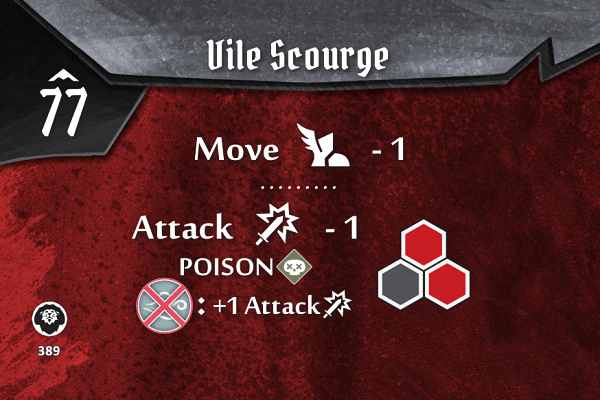 Vile Scourge
77
Move - 1
Attack - 1
POISON
: +1 Attack
389